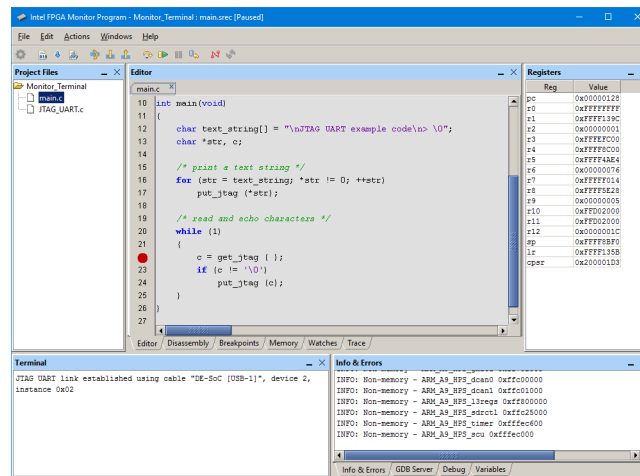 Intel FPGA Monitor Program - Monitor_Terminal : main.srec [Paused]
File Edit Actions Windows Help
Project Files
Monitor_Terminal
main.c
JTAG_UART.c
Editor
main.c
10 int main(void)
11 {
12 char text_string[] = "\nJTAG UART example code\n> \0";
13 char *str, c;
14
15 /* print a text string */
16 for (str = text_string; *str != 0; ++str)
17 put_jtag (*str);
18
19 /* read and echo characters */
20 while (1)
21 {
c = get_jtag ( );
23 if (c != '\0')
24 put_jtag (c);
25 }
26 }
27
Editor Disassembly Breakpoints Memory Watches Trace
Registers
Reg Value
pc 0x00000128
r0 0xFFFFFFFF
r1 0xFFFF139C
r2 0x00000001
r3 0xFFFEFC00
r4 0xFFFF8C00
r5 0xFFFF4AE4
r6 0x00000076
r7 0xFFFFF014
r8 0xFFFF5E28
r9 0x00000005
r10 0xFFD02000
r11 0xFFD02000
r12 0x0000001C
sp 0xFFFF8BF0
lr 0xFFFF135B
cpsr 0x200001D3
Terminal
JTAG UART link established using cable "DE-SoC [USB-1]", device 2,
instance 0x02
Info & Errors
INFO: Non-memory - ARM_A9_HPS_dcan0 0xffc00000
INFO: Non-memory - ARM_A9_HPS_dcan1 0xffc01000
INFO: Non-memory - ARM_A9_HPS_l3regs 0xff800000
INFO: Non-memory - ARM_A9_HPS_sdrctl 0xffc25000
INFO: Non-memory - ARM_A9_HPS_timer 0xfffec600
INFO: Non-memory - ARM_A9_HPS_scu 0xfffec000
Info & Errors GDB Server Debug Variables